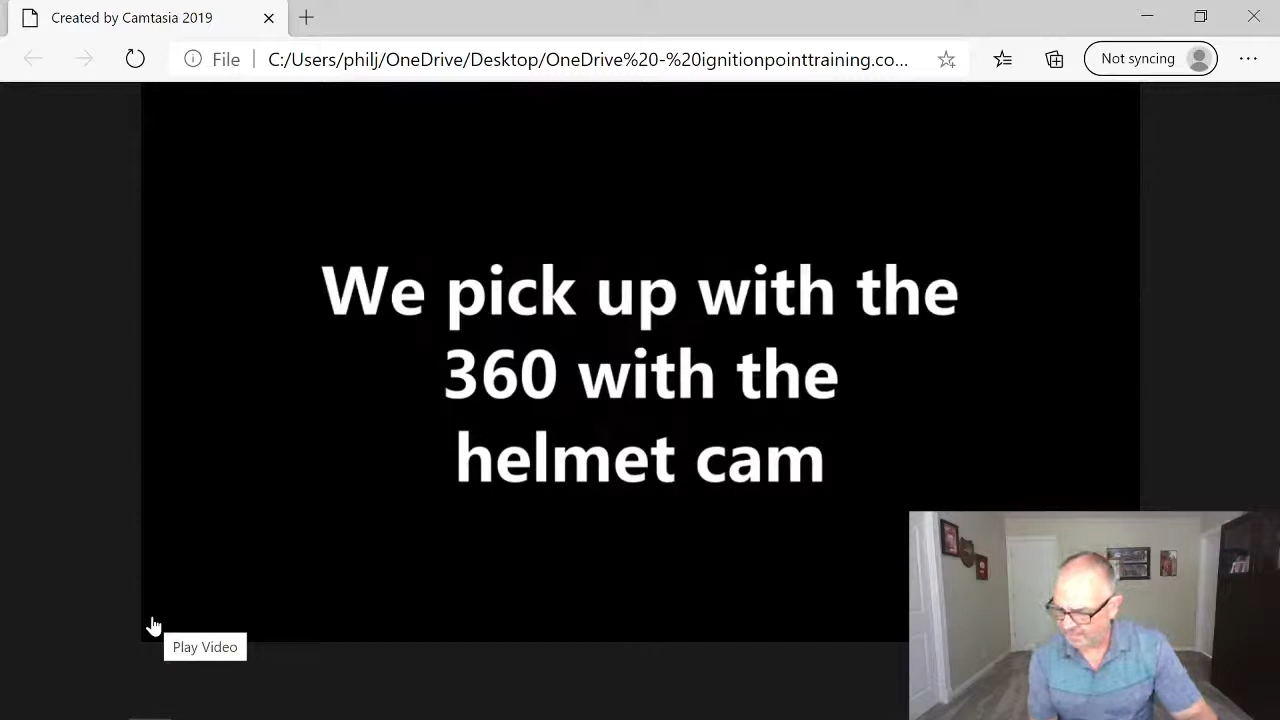 Created by Camtasia 2019
File
C:/Users/philj/OneDrive/Desktop/OneDrive%20-%20ignitionpointtraining.co...
Not syncing
We pick up with the
360 with the
helmet cam
Play Video